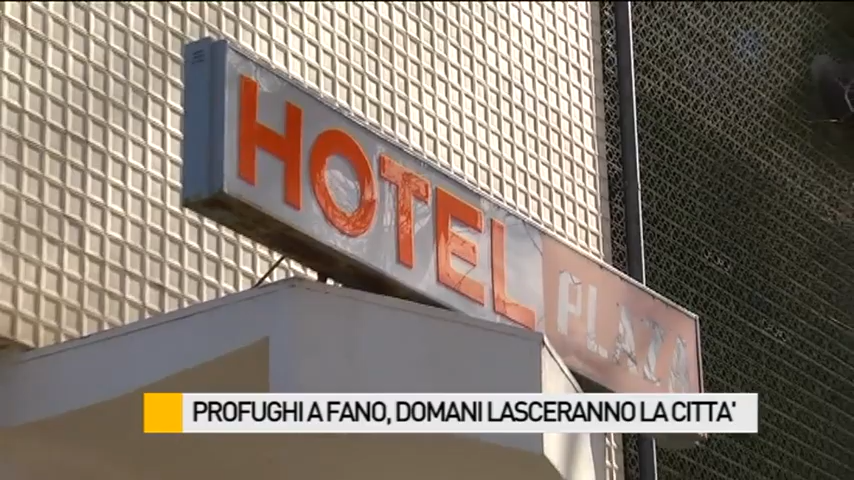 HOTEL PLAZA
PROFUGHI A FANO, DOMANI LASCERANNO LA CITTA'